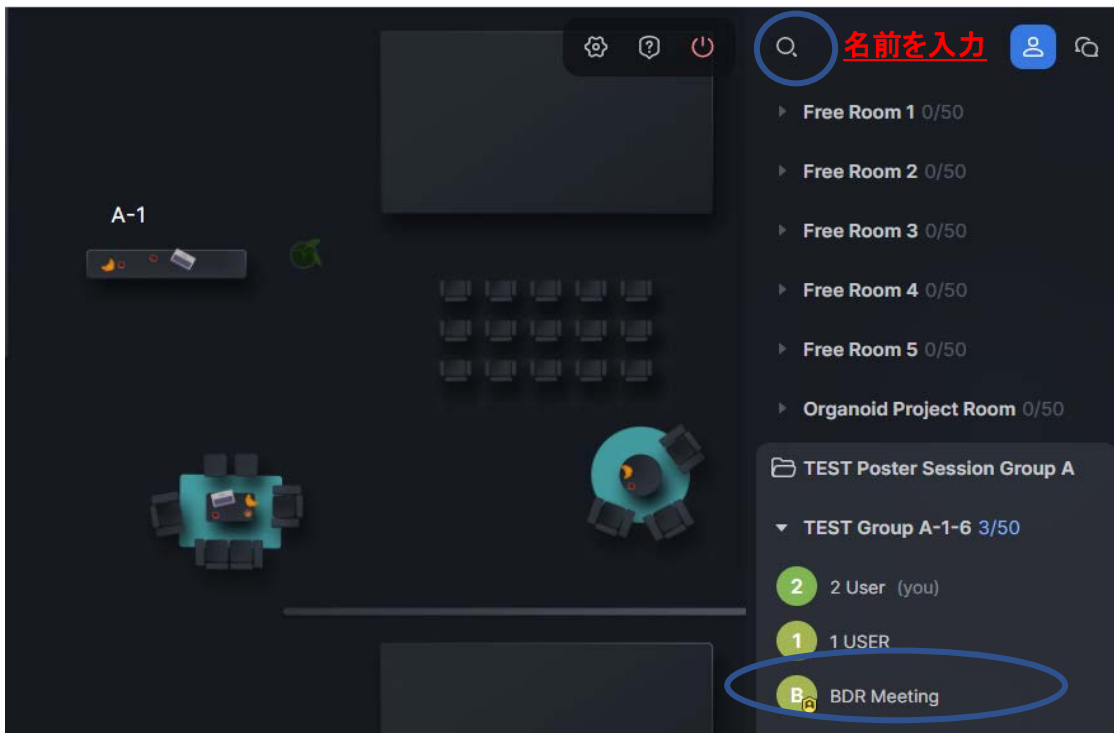 名前を入力
Free Room 1 0/50
Free Room 2 0/50
A-1
Free Room 3 0/50
Free Room 4 0/50
Free Room 5 0/50
Organoid Project Room 0/50
TEST Poster Session Group A
TEST Group A-1-6 3/50
2 2 User (you)
1 1 USER
B BDR Meeting